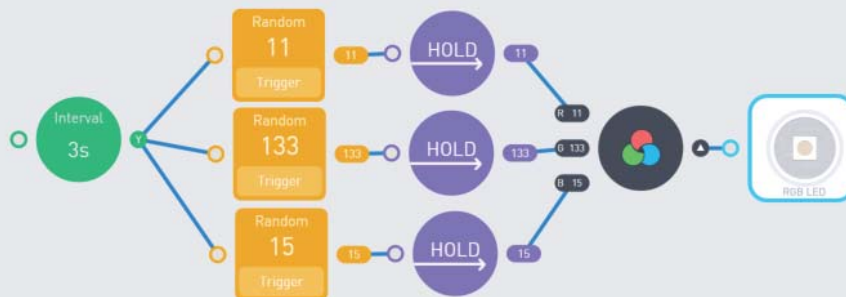 Interval
3s
Y
Random
11
Trigger
11
HOLD
11
Random
133
Trigger
133
HOLD
133
Random
15
Trigger
15
HOLD
15
R 11
G 133
B 15
RGB LED